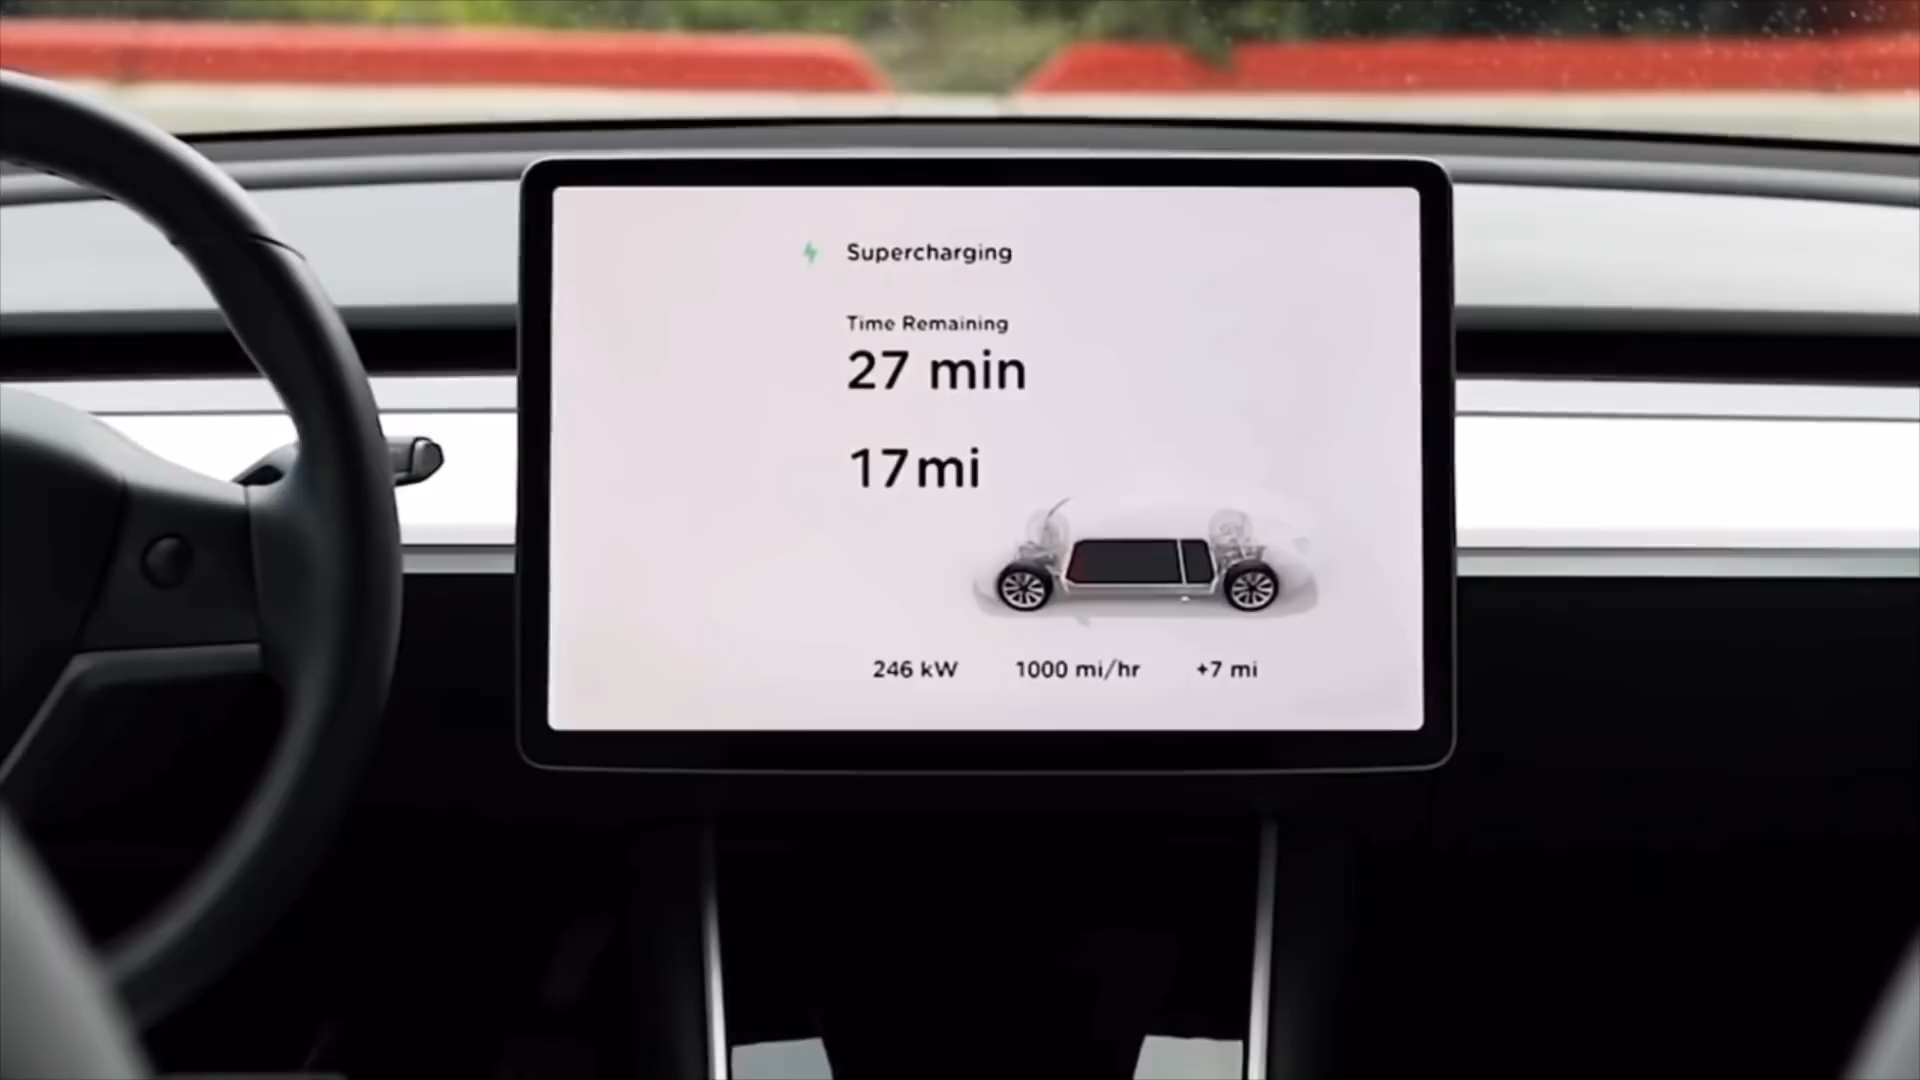 Supercharging
Time Remaining
27 min
17mi
246 kW 1000 mi/hr +7 mi